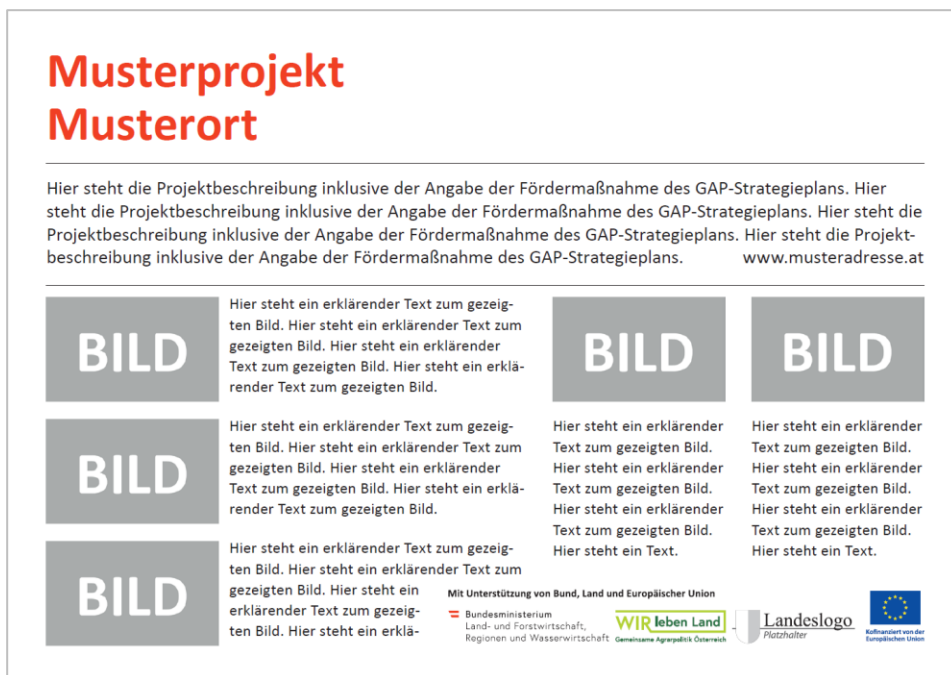 Musterprojekt
Musterort
Hier steht die Projektbeschreibung inklusive der Angabe der Fördermaßnahme des GAP-Strategieplans. Hier
steht die Projektbeschreibung inklusive der Angabe der Fördermaßnahme des GAP-Strategieplans. Hier steht die
Projektbeschreibung inklusive der Angabe der Fördermaßnahme des GAP-Strategieplans. Hier steht die Projekt-
beschreibung inklusive der Angabe der Fördermaßnahme des GAP-Strategieplans. www.musteradresse.at
BILD
Hier steht ein erklärender Text zum gezeig-
ten Bild. Hier steht ein erklärender Text zum
gezeigten Bild. Hier steht ein erklärender
Text zum gezeigten Bild. Hier steht ein erklä-
render Text zum gezeigten Bild.
BILD
Hier steht ein erklärender Text zum gezeig-
ten Bild. Hier steht ein erklärender Text zum
gezeigten Bild. Hier steht ein erklärender
Text zum gezeigten Bild. Hier steht ein erklä-
render Text zum gezeigten Bild.
BILD
Hier steht ein erklärender Text zum gezeig-
ten Bild. Hier steht ein erklärender Text zum
gezeigten Bild. Hier steht ein
erklärender Text zum gezeig-
ten Bild. Hier steht ein erklä-
BILD
Hier steht ein erklärender
Text zum gezeigten Bild.
Hier steht ein erklärender
Text zum gezeigten Bild.
Hier steht ein erklärender
Text zum gezeigten Bild.
Hier steht ein Text.
BILD
Hier steht ein erklärender
Text zum gezeigten Bild.
Hier steht ein erklärender
Text zum gezeigten Bild.
Hier steht ein erklärender
Text zum gezeigten Bild.
Hier steht ein Text.
Mit Unterstützung von Bund, Land und Europäischer Union
Bundesministerium
Land- und Forstwirtschaft,
Regionen und Wasserwirtschaft
WIR leben Land
Gemeinsame Agrarpolitik Österreich
Landeslogo
Platzhalter
Kofinanziert von der
Europäischen Union